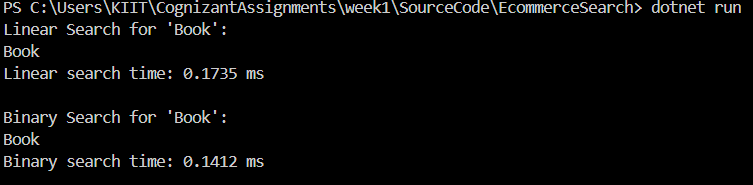 PS C:\Users\KIIT\CognizantAssignments\week1\SourceCode\EcommerceSearch> dotnet run
Linear Search for 'Book':
Book
Linear search time: 0.1735 ms
Binary Search for 'Book':
Book
Binary search time: 0.1412 ms